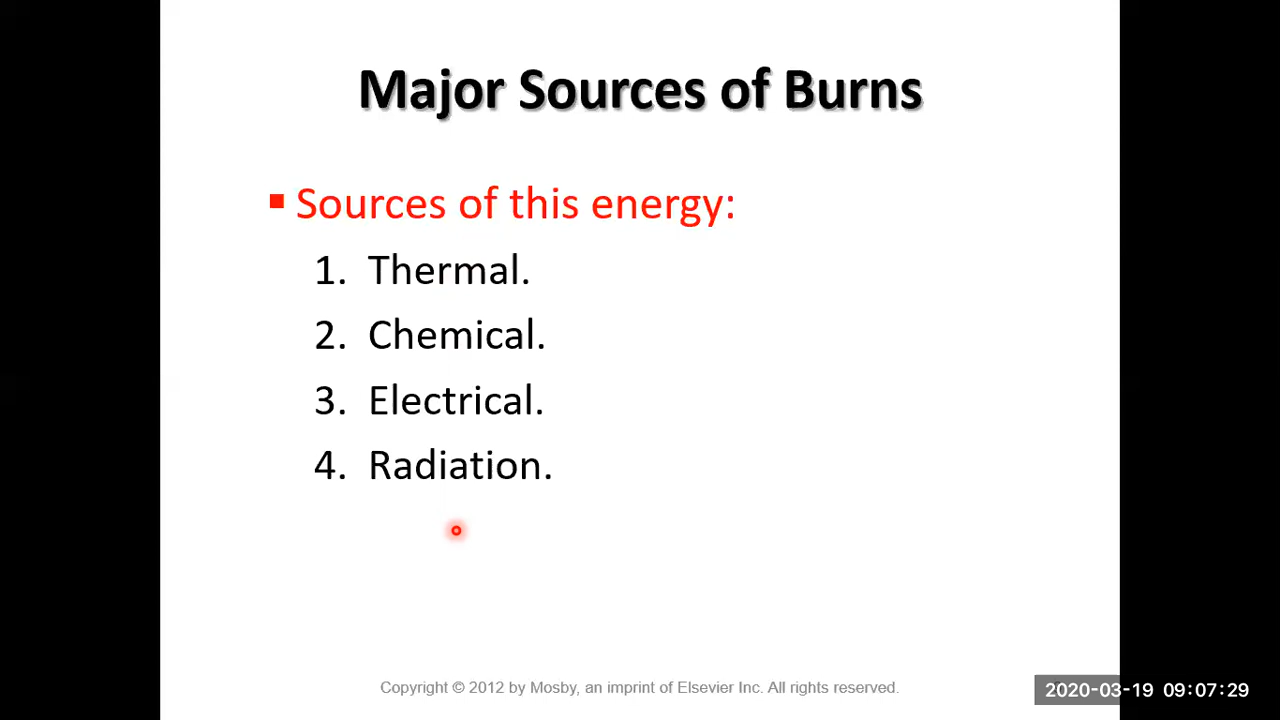 Major Sources of Burns
▪ Sources of this energy:
1. Thermal.
2. Chemical.
3. Electrical.
4. Radiation.
Copyright © 2012 by Mosby, an imprint of Elsevier Inc. All rights reserved.
2020-03-19 09:07:29